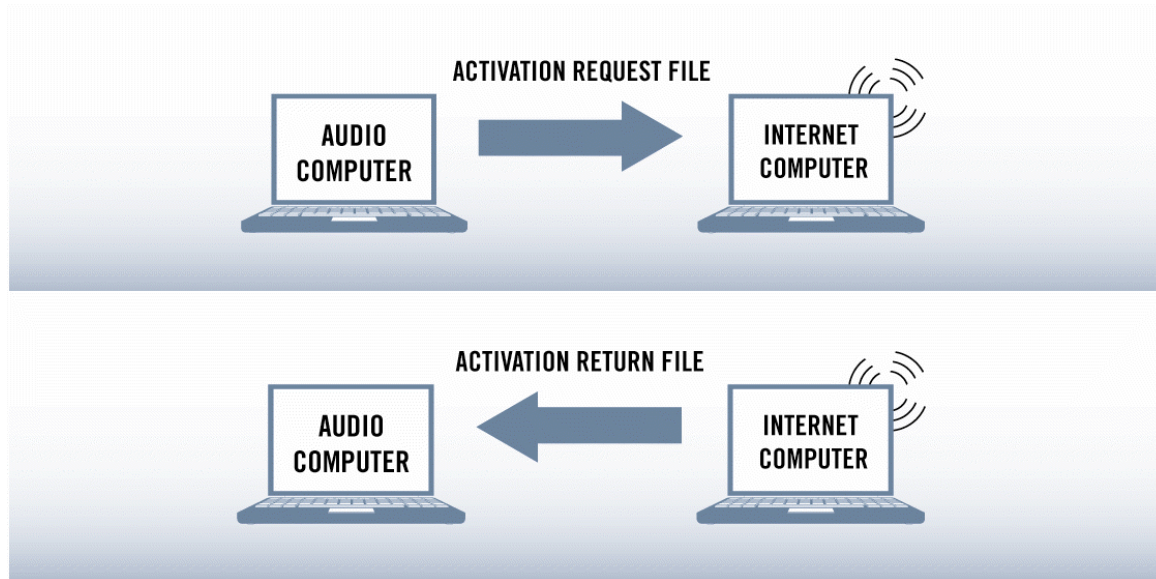 ACTIVATION REQUEST FILE
AUDIO
COMPUTER
INTERNET
COMPUTER
ACTIVATION RETURN FILE
AUDIO
COMPUTER
INTERNET
COMPUTER